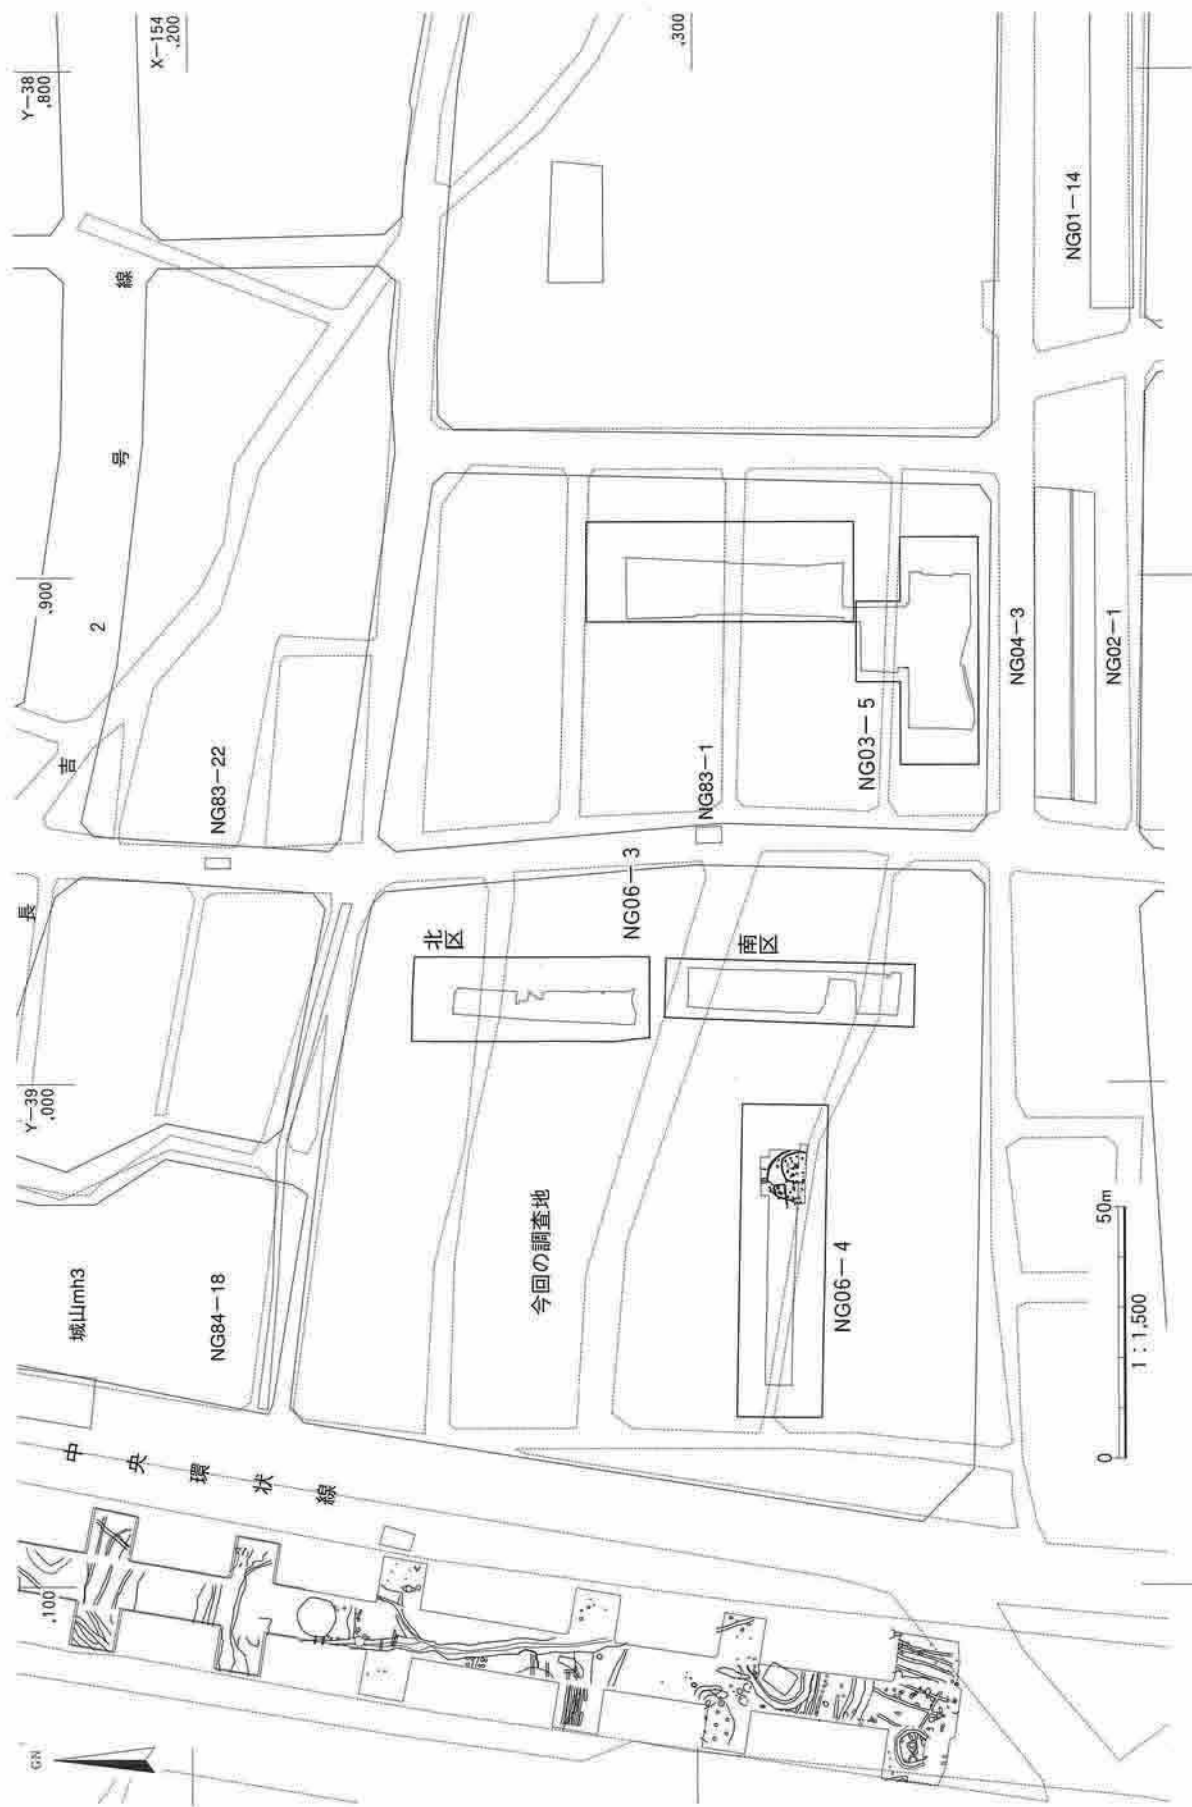 GN
中央環状線
,100
城山mh3
NG84-18
今回の調査地
NG06-4
0
50m
1:1,500
Y-39
,000
長吉2号線
NG83-22
北区
NG06-3
南区
NG83-1
NG03-5
NG04-3
NG02-1
,900
Y-38
,800
X-154
,200
,300
NG01-14